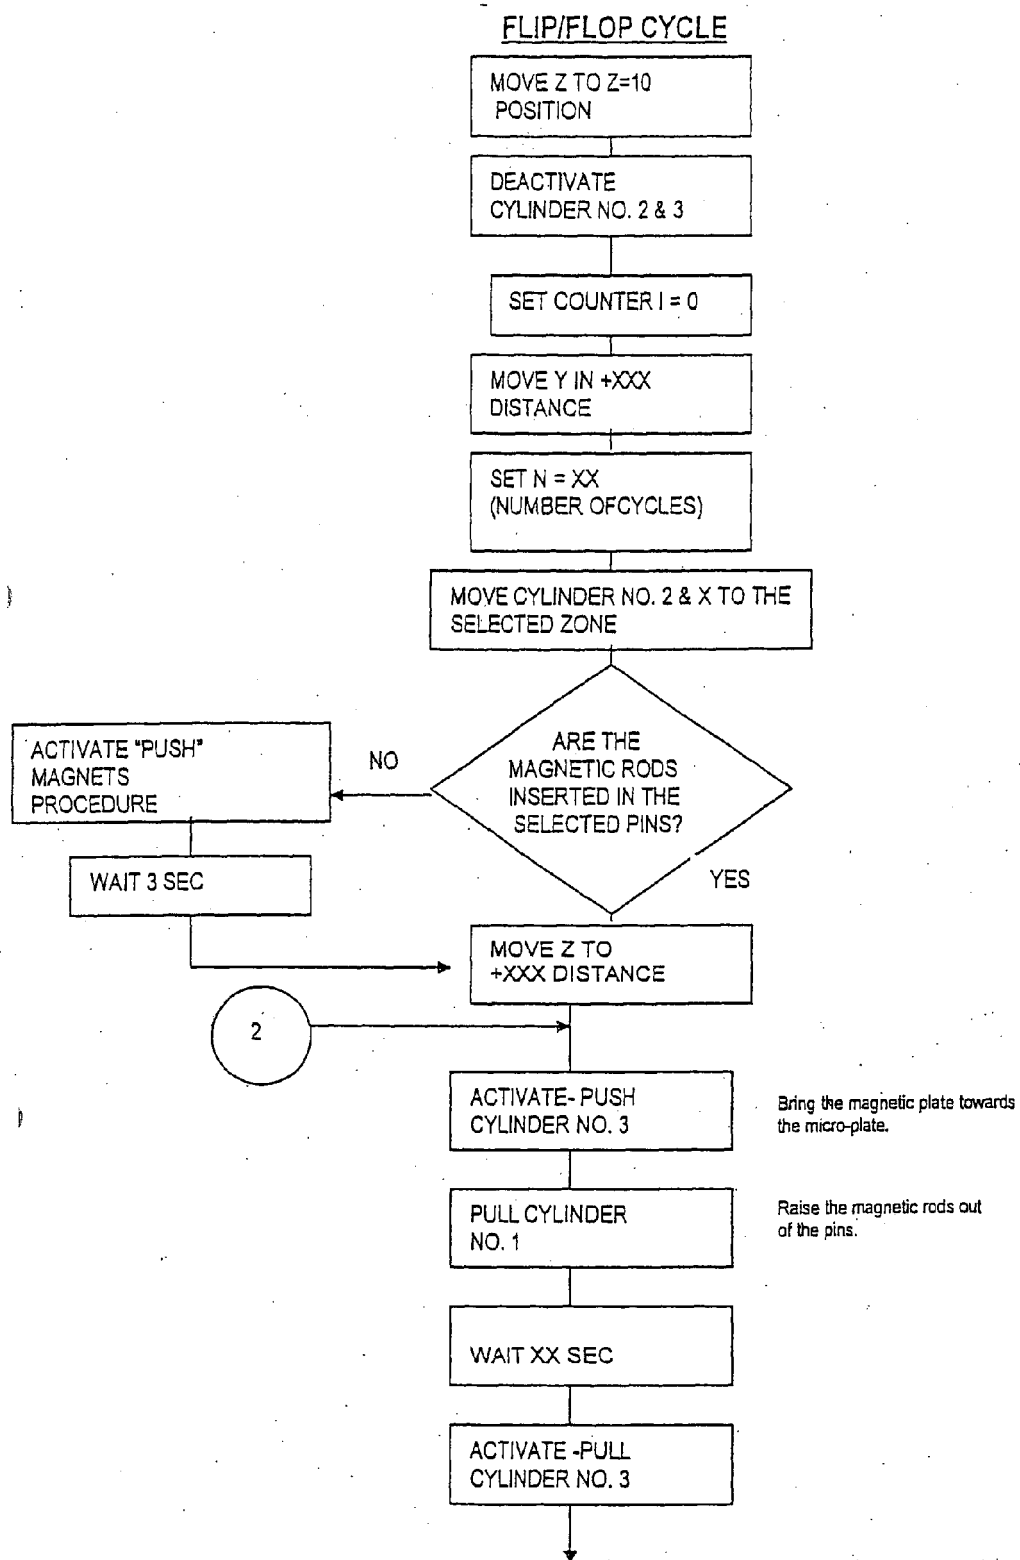 FLIP/FLOP CYCLE
MOVE Z TO Z=10
POSITION
DEACTIVATE
CYLINDER NO. 2 & 3
SET COUNTER I = 0
MOVE Y IN +XXX
DISTANCE
SET N = XX
(NUMBER OFCYCLES)
MOVE CYLINDER NO. 2 & X TO THE
SELECTED ZONE
ARE THE
MAGNETIC RODS
INSERTED IN THE
SELECTED PINS?
NO
ACTIVATE "PUSH"
MAGNETS
PROCEDURE
WAIT 3 SEC
YES
MOVE Z TO
+XXX DISTANCE
2
ACTIVATE- PUSH
CYLINDER NO. 3
Bring the magnetic plate towards
the micro-plate.
PULL CYLINDER
NO. 1
Raise the magnetic rods out
of the pins.
WAIT XX SEC
ACTIVATE -PULL
CYLINDER NO. 3